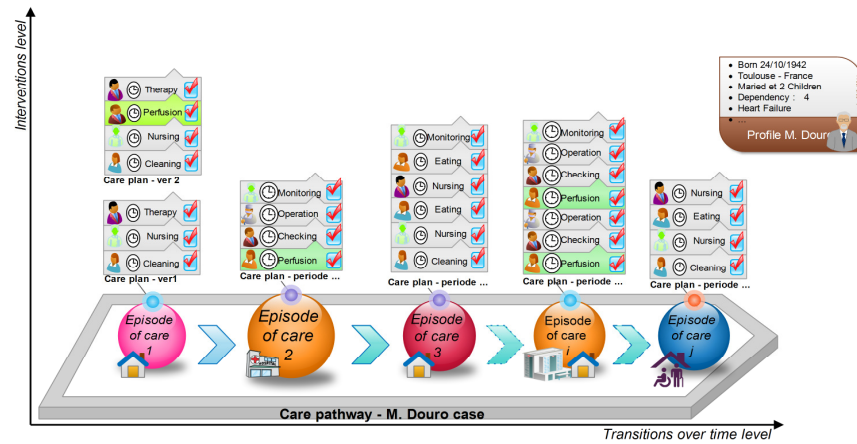 Interventions level
Therapy
Perfusion
Nursing
Cleaning
Care plan - ver 2
Therapy
Nursing
Cleaning
Care plan - ver1
Monitoring
Operation
Checking
Perfusion
Care plan - periode ...
Monitoring
Eating
Nursing
Eating
Nursing
Cleaning
Care plan - periode ...
Monitoring
Operation
Checking
Perfusion
Operation
Checking
Perfusion
Care plan - periode ...
Nursing
Eating
Nursing
Cleaning
Care plan - periode ...
• Born 24/10/1942
• Toulouse - France
• Maried et 2 Children
• Dependency : 4
• Heart Failure
• ...
Profile M. Douro
Episode
of care
1
Episode
of care
2
Episode
of care
3
Episode
of care
i
Episode
of care
j
Care pathway - M. Douro case
Transitions over time level